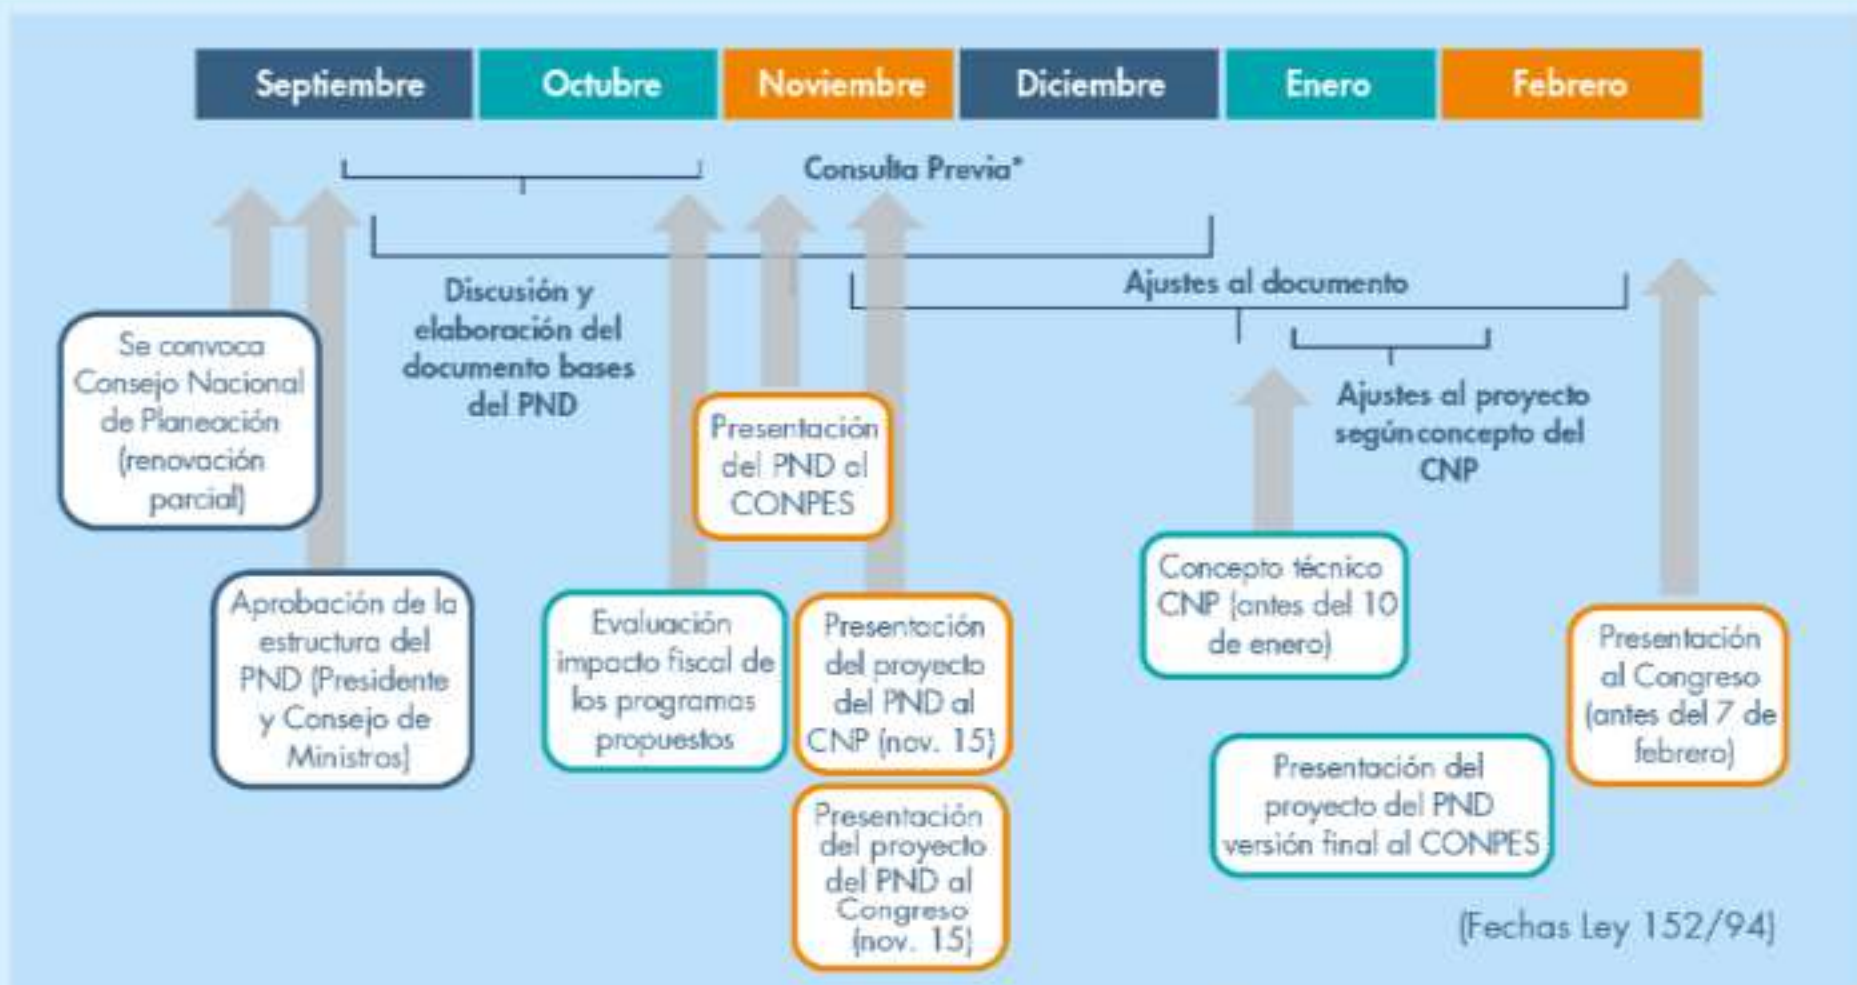 Septiembre
Octubre
Noviembre
Diciembre
Enero
Febrero
Consulta Previa*
Discusión y
elaboración del
documento bases
del PND
Ajustes al documento
Ajustes al proyecto
según concepto del
CNP
Se convoca
Consejo Nacional
de Planeación
(renovación
parcial)
Aprobación de la
estructura del
PND (Presidente
y Consejo de
Ministros)
Evaluación
impacto fiscal de
los programas
propuestos
Presentación
del PND al
CONPES
Presentación
del proyecto
del PND al
CNP (nov. 15)
Presentación
del proyecto
del PND al
Congreso
(nov. 15)
Concepto técnico
CNP (antes del 10
de enero)
Presentación del
proyecto del PND
versión final al CONPES
Presentación
al Congreso
(antes del 7 de
febrero)
(Fechas Ley 152/94)